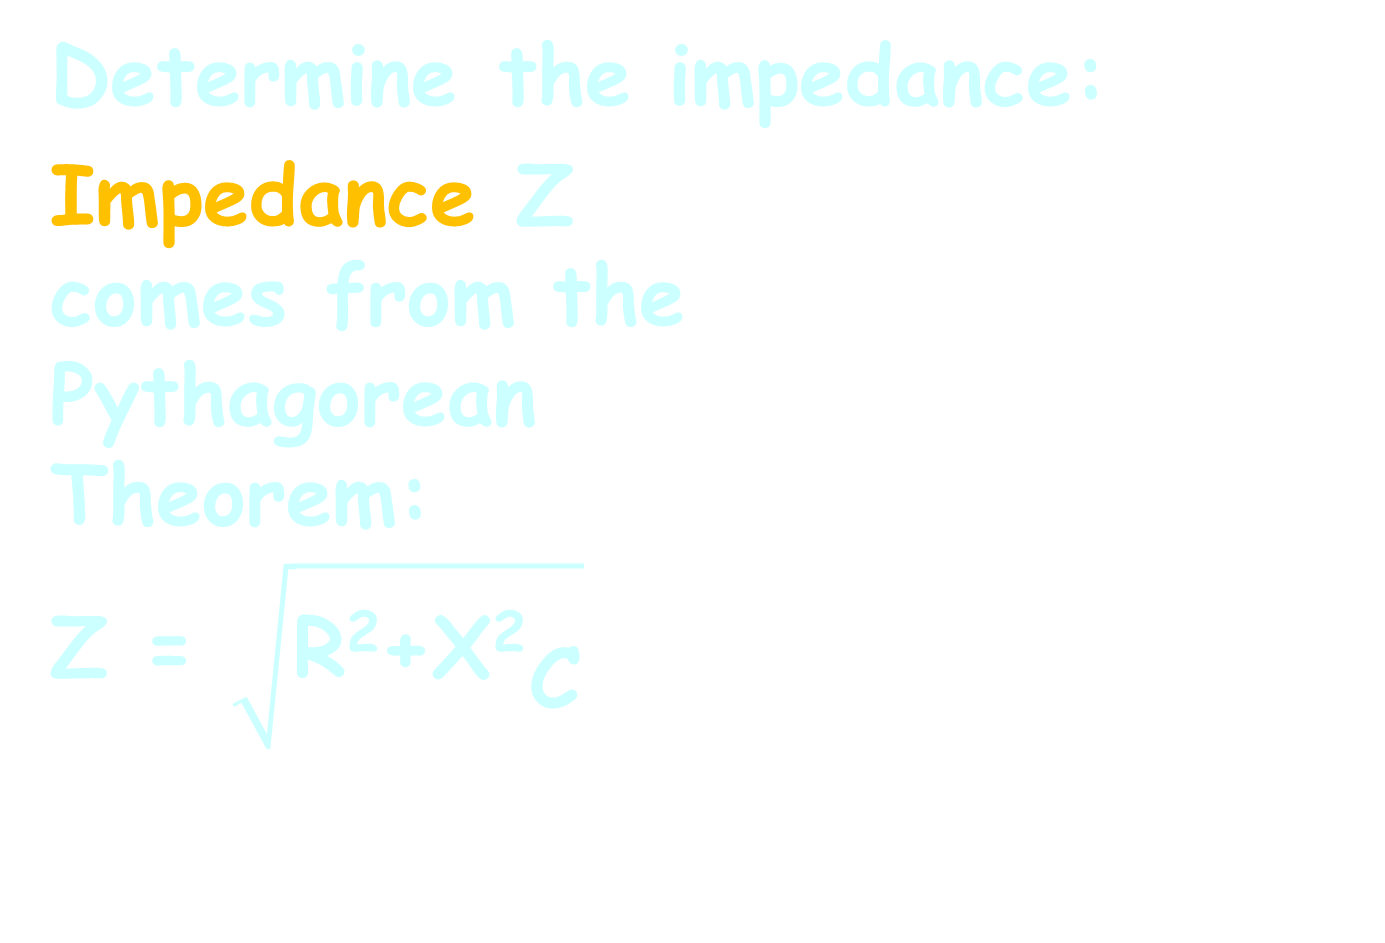 Determine the impedance:
Impedance Z
comes from the
Pythagorean
Theorem:
Z = √R²+X²C